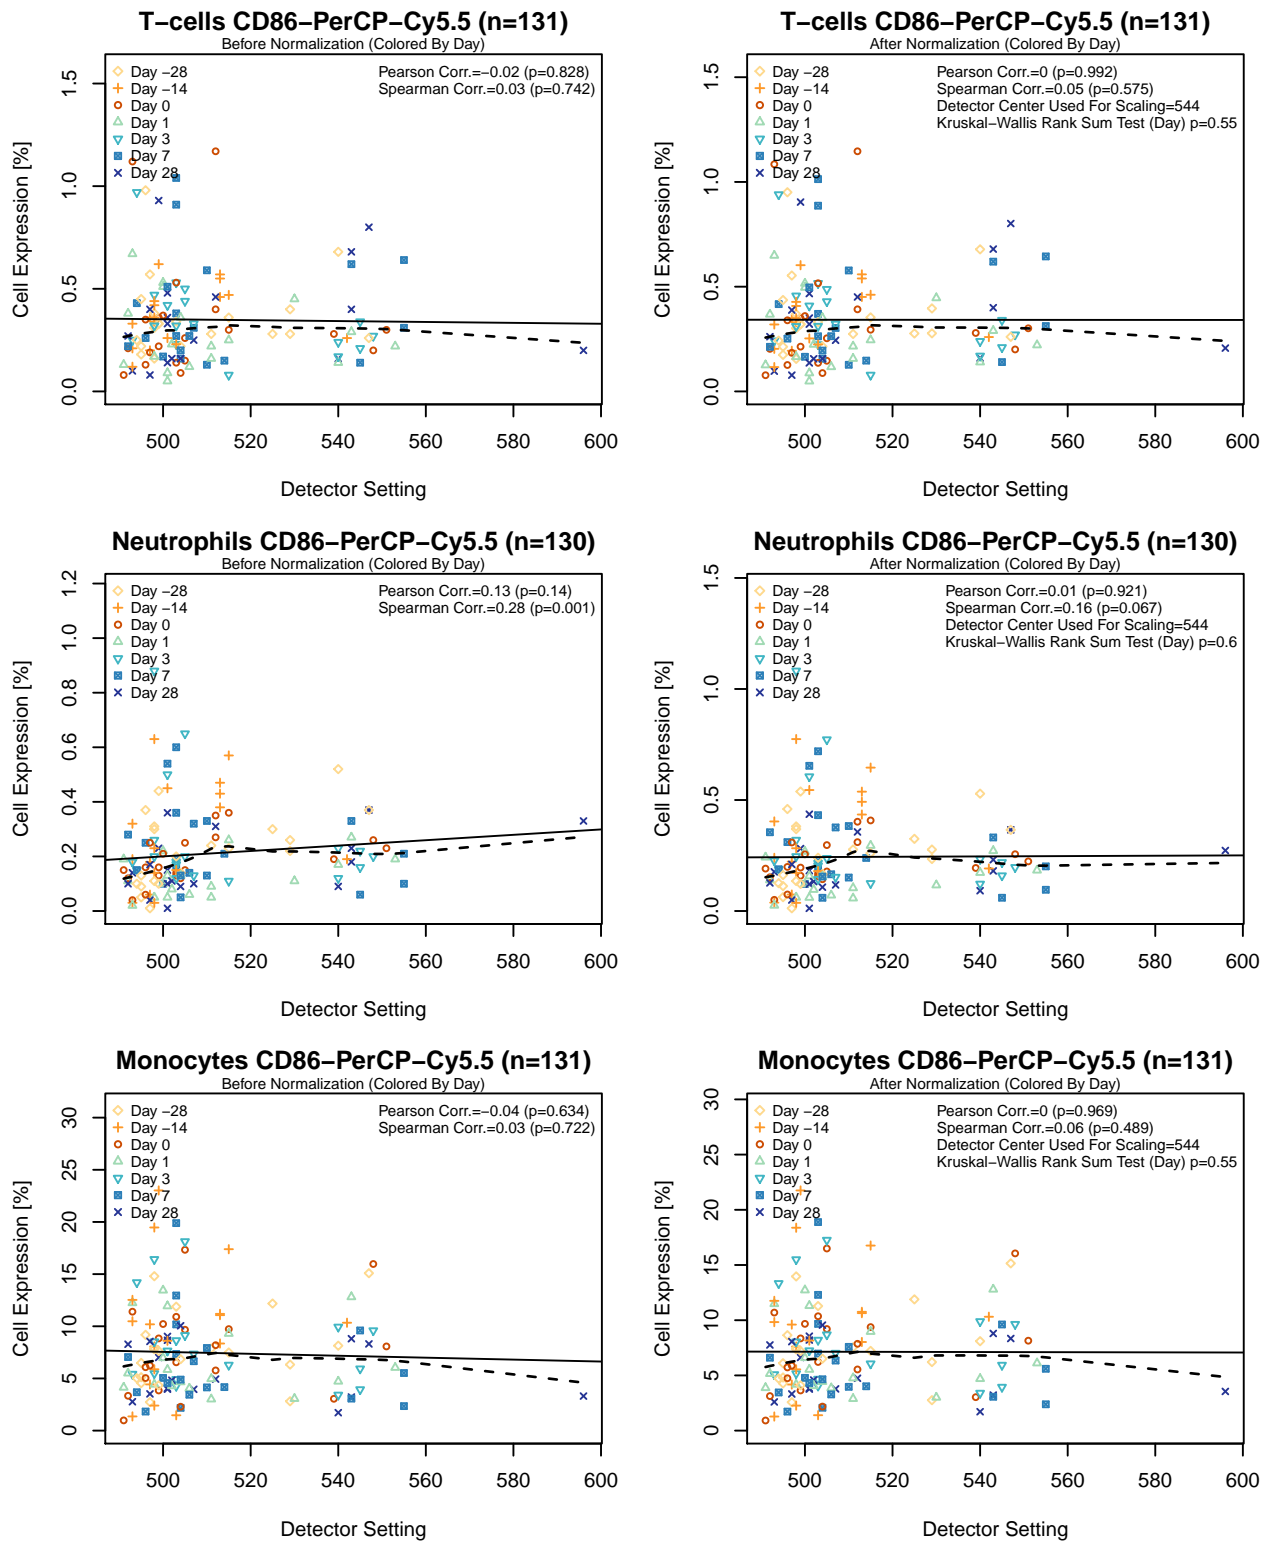 T−cells CD86−PerCP−Cy5.5 (n=131)
Before Normalization (Colored By Day)
Day −28
Day −14
Day 0
Day 1
Day 3
Day 7
Day 28
Pearson Corr.=−0.02 (p=0.828)
Spearman Corr.=0.03 (p=0.742)
Cell Expression [%]
0.0
0.5
1.0
1.5
500
520
540
560
580
600
Detector Setting
T−cells CD86−PerCP−Cy5.5 (n=131)
After Normalization (Colored By Day)
Day −28
Day −14
Day 0
Day 1
Day 3
Day 7
Day 28
Pearson Corr.=0 (p=0.992)
Spearman Corr.=0.05 (p=0.575)
Detector Center Used For Scaling=544
Kruskal−Wallis Rank Sum Test (Day) p=0.55
Cell Expression [%]
0.0
0.5
1.0
1.5
500
520
540
560
580
600
Detector Setting
Neutrophils CD86−PerCP−Cy5.5 (n=130)
Before Normalization (Colored By Day)
Day −28
Day −14
Day 0
Day 1
Day 3
Day 7
Day 28
Pearson Corr.=0.13 (p=0.14)
Spearman Corr.=0.28 (p=0.001)
Cell Expression [%]
0.0
0.2
0.4
0.6
0.8
1.0
1.2
500
520
540
560
580
600
Detector Setting
Neutrophils CD86−PerCP−Cy5.5 (n=130)
After Normalization (Colored By Day)
Day −28
Day −14
Day 0
Day 1
Day 3
Day 7
Day 28
Pearson Corr.=0.01 (p=0.921)
Spearman Corr.=0.16 (p=0.067)
Detector Center Used For Scaling=544
Kruskal−Wallis Rank Sum Test (Day) p=0.6
Cell Expression [%]
0.0
0.5
1.0
1.5
500
520
540
560
580
600
Detector Setting
Monocytes CD86−PerCP−Cy5.5 (n=131)
Before Normalization (Colored By Day)
Day −28
Day −14
Day 0
Day 1
Day 3
Day 7
Day 28
Pearson Corr.=−0.04 (p=0.634)
Spearman Corr.=0.03 (p=0.722)
Cell Expression [%]
0
5
10
15
20
25
30
500
520
540
560
580
600
Detector Setting
Monocytes CD86−PerCP−Cy5.5 (n=131)
After Normalization (Colored By Day)
Day −28
Day −14
Day 0
Day 1
Day 3
Day 7
Day 28
Pearson Corr.=0 (p=0.969)
Spearman Corr.=0.06 (p=0.489)
Detector Center Used For Scaling=544
Kruskal−Wallis Rank Sum Test (Day) p=0.55
Cell Expression [%]
0
5
10
15
20
25
30
500
520
540
560
580
600
Detector Setting